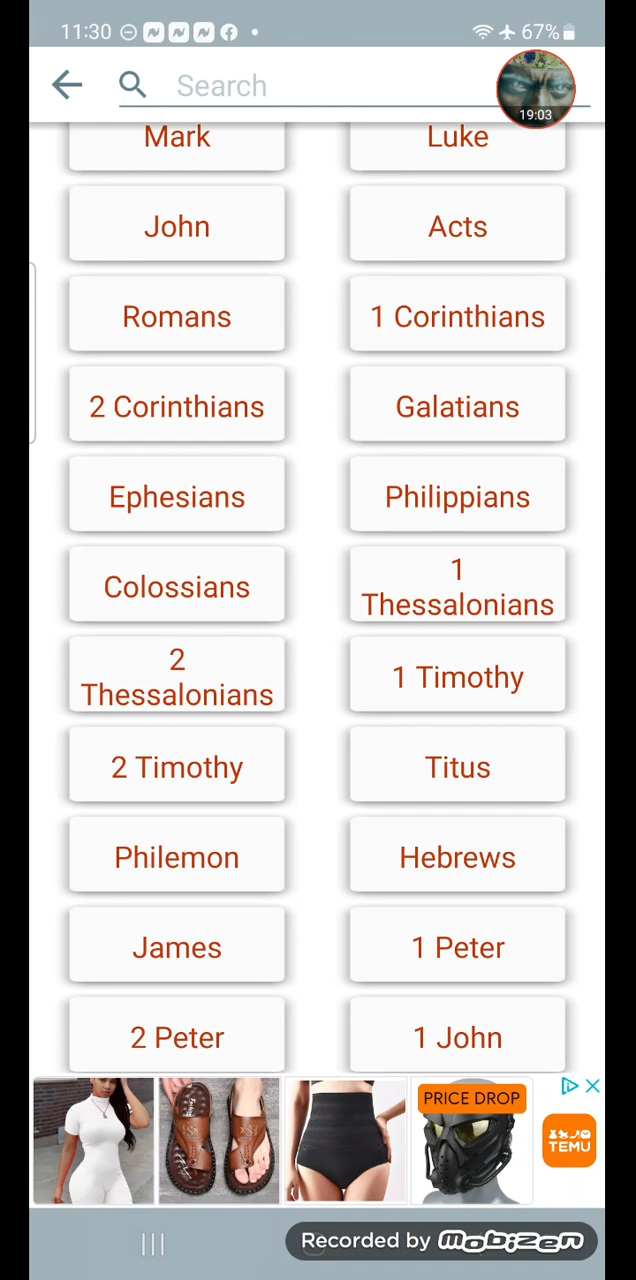 11:30
67%
Search
19:03
Mark
Luke
John
Acts
Romans
1 Corinthians
2 Corinthians
Galatians
Ephesians
Philippians
Colossians
1
Thessalonians
2
Thessalonians
1 Timothy
2 Timothy
Titus
Philemon
Hebrews
James
1 Peter
2 Peter
1 John
PRICE DROP
TEMU
Recorded by mobizen